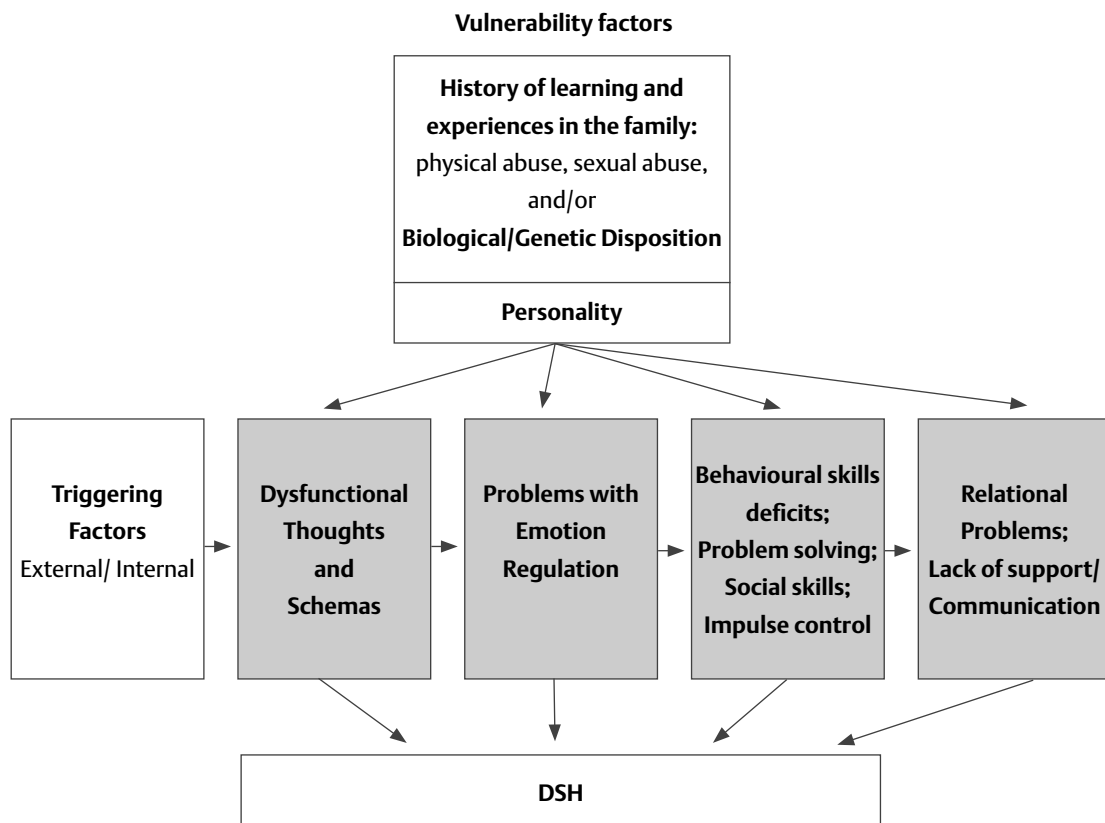 Vulnerability factors
History of learning and
experiences in the family:
physical abuse, sexual abuse,
and/or
Biological/Genetic Disposition
Personality
Triggering
Factors
External/ Internal
Dysfunctional
Thoughts
and
Schemas
Problems with
Emotion
Regulation
Behavioural skills
deficits;
Problem solving;
Social skills;
Impulse control
Relational
Problems;
Lack of support/
Communication
DSH